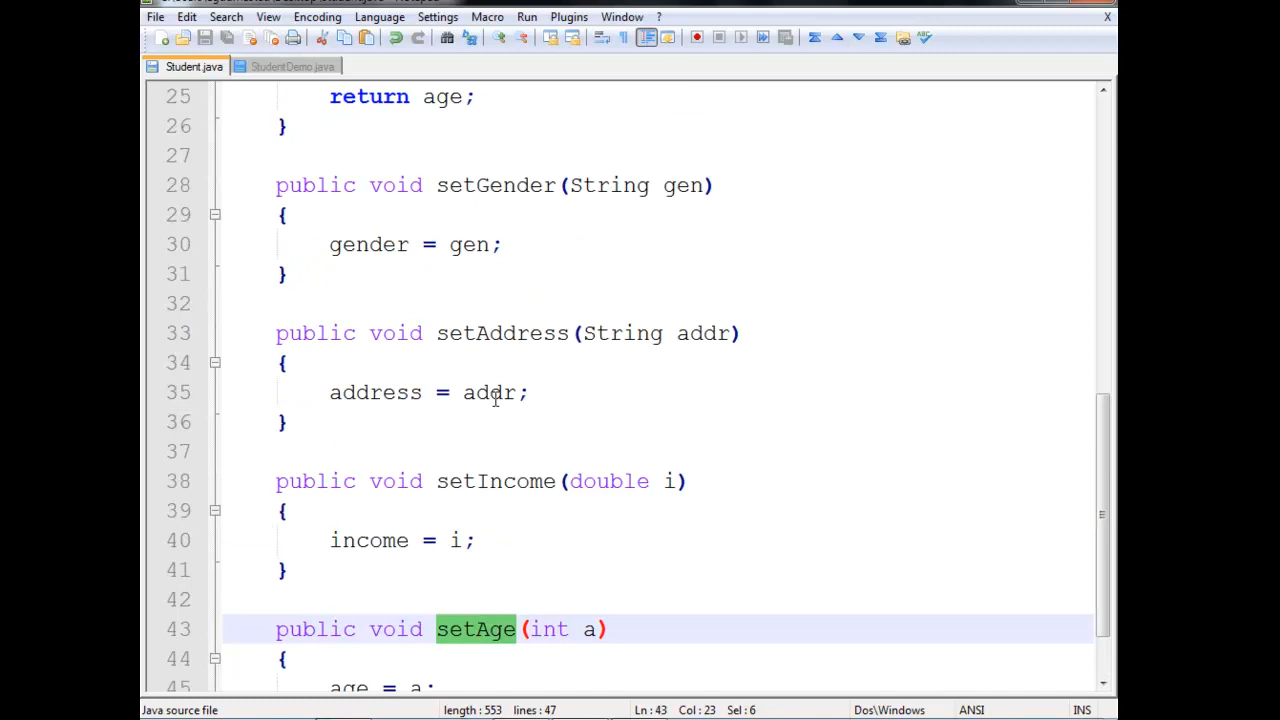 File Edit Search View Encoding Language Settings Macro Run Plugins Window ? X
Student.java StudentDemo.java
25 return age;
26 }
27
28 public void setGender(String gen)
29 {
30 gender = gen;
31 }
32
33 public void setAddress(String addr)
34 {
35 address = addr;
36 }
37
38 public void setIncome(double i)
39 {
40 income = i;
41 }
42
43 public void setAge(int a)
44 {
45 age = a;
Java source file length : 553 lines : 47 Ln : 43 Col : 23 Sel : 6 Dos\Windows ANSI INS